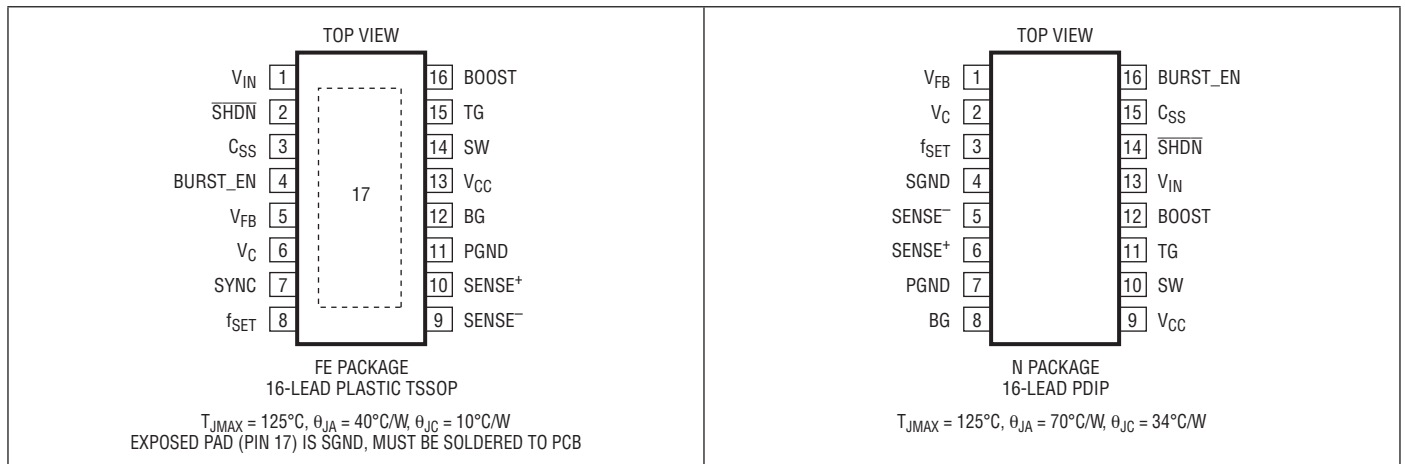 TOP VIEW
V_IN 1
SHDN 2
C_SS 3
BURST_EN 4
V_FB 5
V_C 6
SYNC 7
f_SET 8
17
16 BOOST
15 TG
14 SW
13 V_CC
12 BG
11 PGND
10 SENSE+
9 SENSE–
FE PACKAGE
16-LEAD PLASTIC TSSOP
T_JMAX = 125°C, θ_JA = 40°C/W, θ_JC = 10°C/W
EXPOSED PAD (PIN 17) IS SGND, MUST BE SOLDERED TO PCB
TOP VIEW
V_FB 1
V_C 2
f_SET 3
SGND 4
SENSE– 5
SENSE+ 6
PGND 7
BG 8
16 BURST_EN
15 C_SS
14 SHDN
13 V_IN
12 BOOST
11 TG
10 SW
9 V_CC
N PACKAGE
16-LEAD PDIP
T_JMAX = 125°C, θ_JA = 70°C/W, θ_JC = 34°C/W